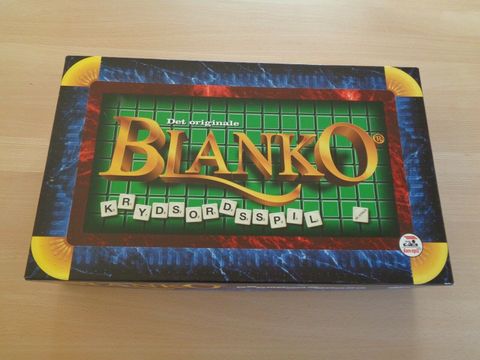 Det originale
BLANKO®
KRYDSORDSSPIL